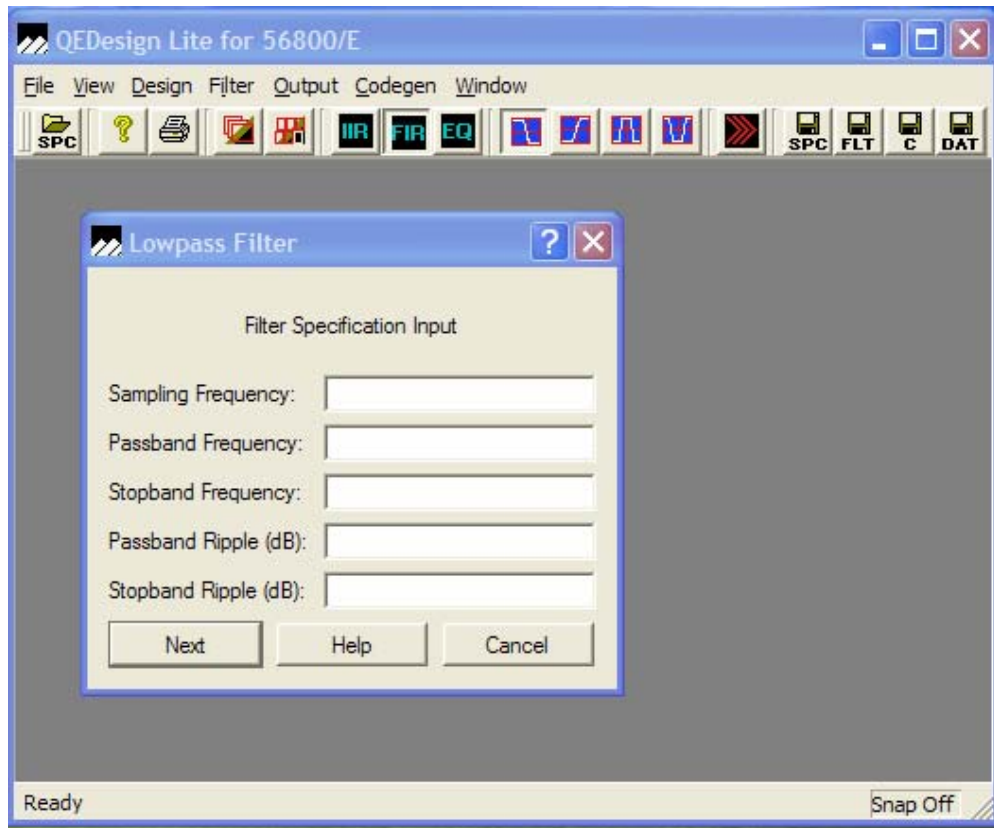 QEDesign Lite for 56800/E
File View Design Filter Output Codegen Window
SPC ? IIR FIR EQ SPC FLT C DAT
Lowpass Filter ?
Filter Specification Input
Sampling Frequency:
Passband Frequency:
Stopband Frequency:
Passband Ripple (dB):
Stopband Ripple (dB):
Next Help Cancel
Ready Snap Off